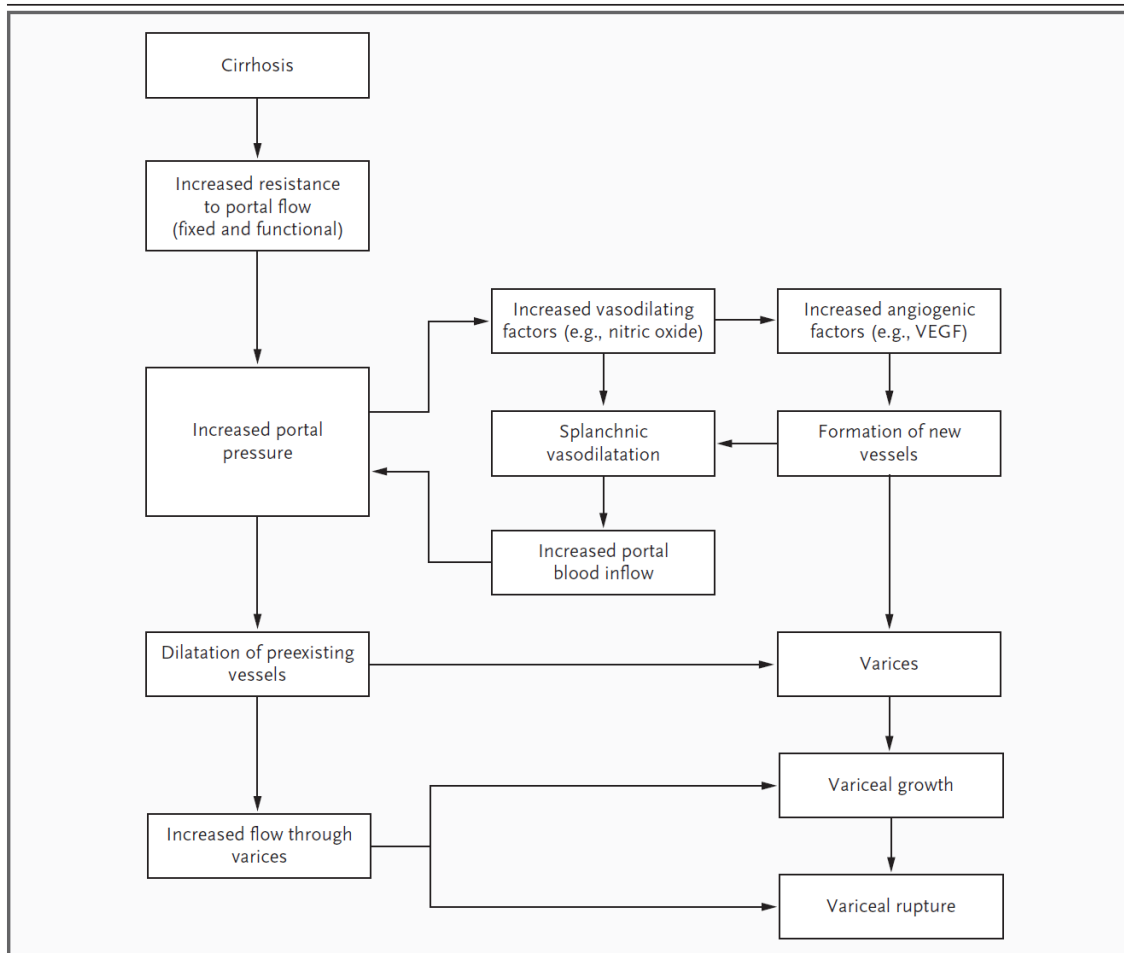 Cirrhosis
Increased resistance
to portal flow
(fixed and functional)
Increased vasodilating
factors (e.g., nitric oxide)
Increased angiogenic
factors (e.g., VEGF)
Increased portal
pressure
Splanchnic
vasodilatation
Formation of new
vessels
Increased portal
blood inflow
Dilatation of preexisting
vessels
Varices
Variceal growth
Increased flow through
varices
Variceal rupture